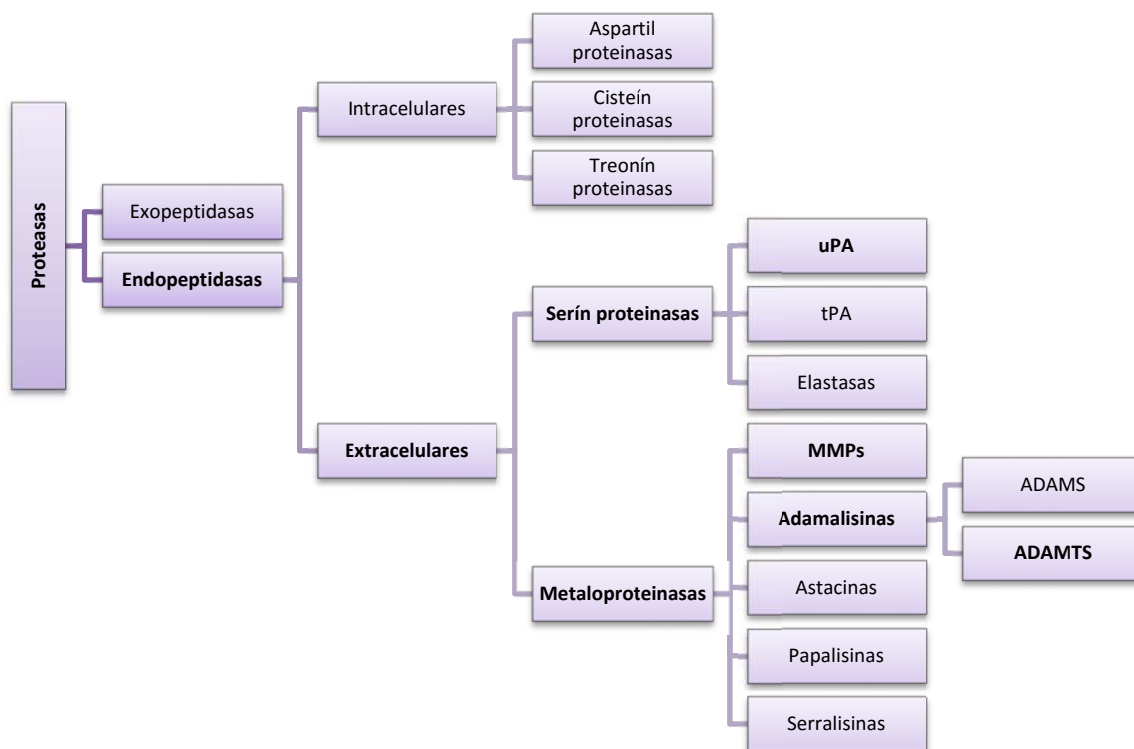 Proteasas
Exopeptidasas
Endopeptidasas
Intracelulares
Aspartil
proteinasas
Cisteín
proteinasas
Treonín
proteinasas
Extracelulares
Serín proteinasas
uPA
tPA
Elastasas
Metaloproteinasas
MMPs
Adamalisinas
ADAMS
ADAMTS
Astacinas
Papalisinas
Serralisinas